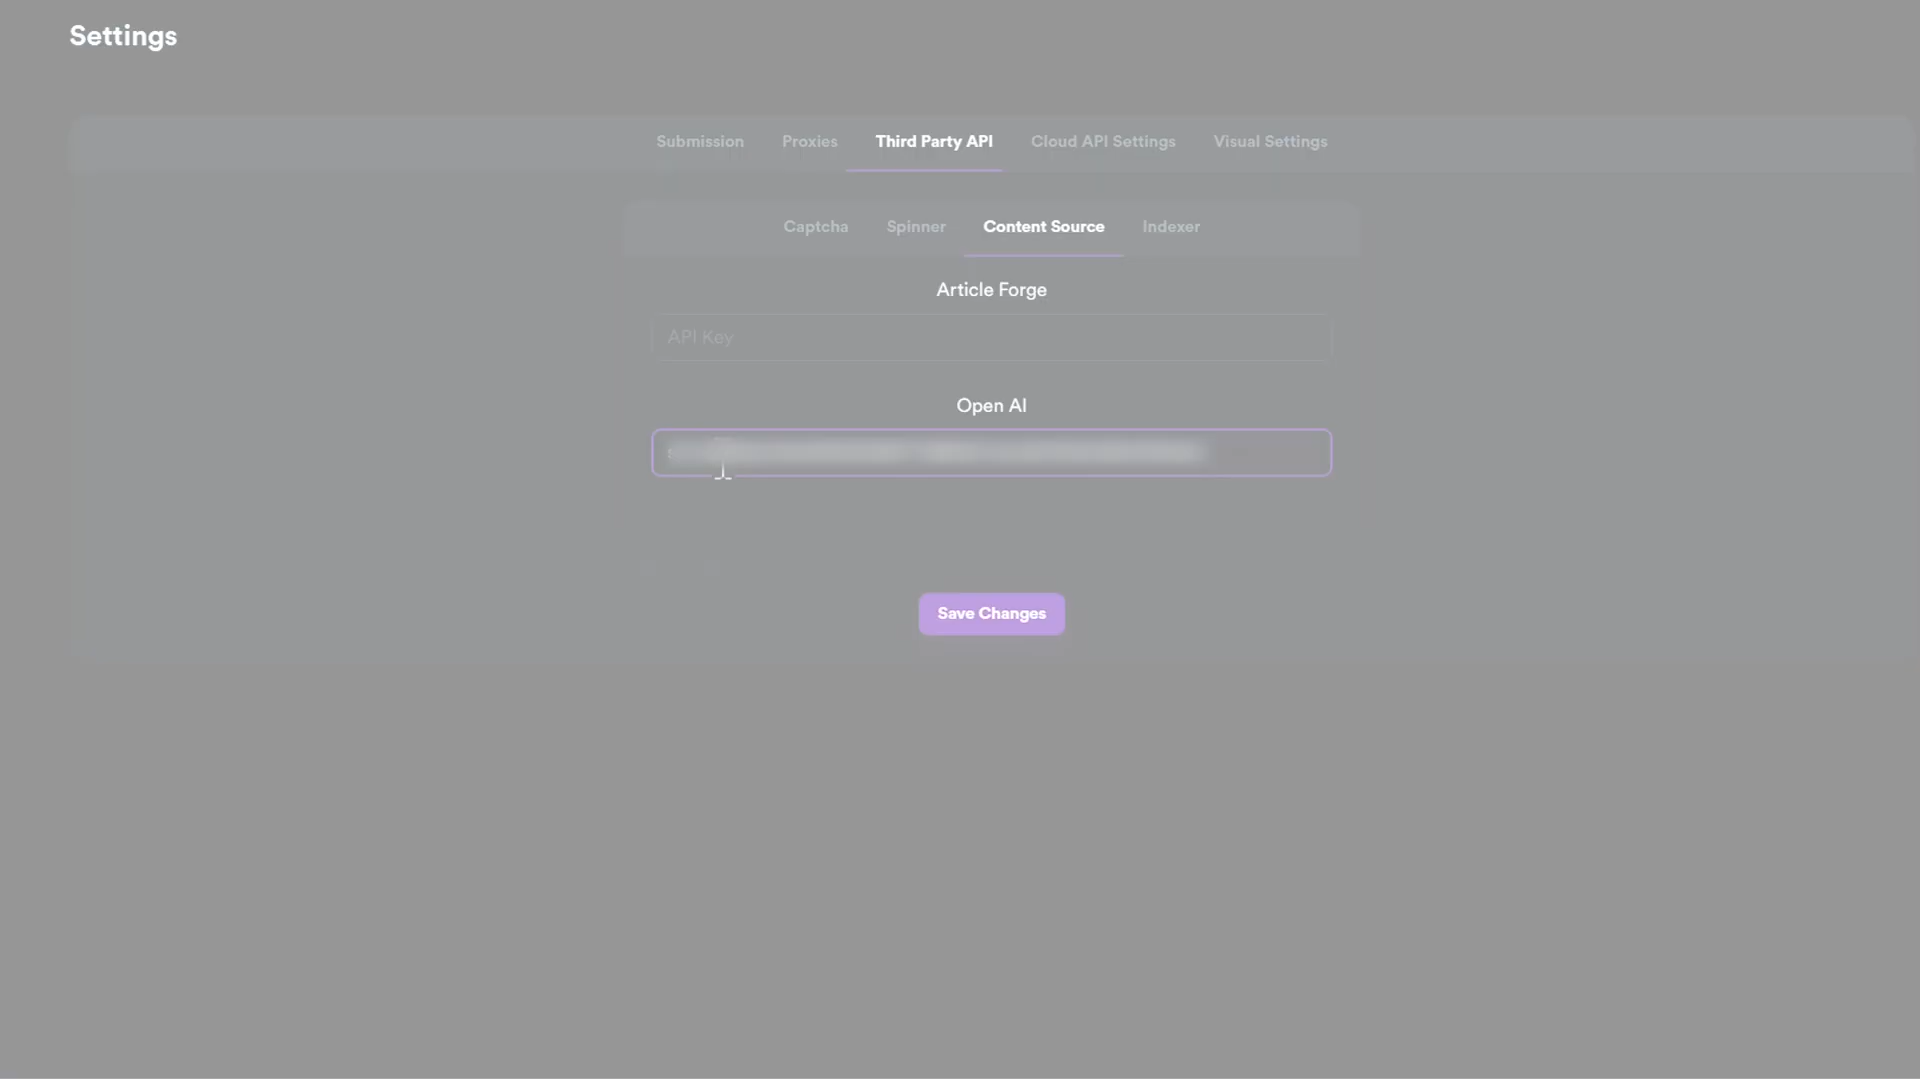 Settings
Submission Proxies Third Party API Cloud API Settings Visual Settings
Captcha Spinner Content Source Indexer
Article Forge
API Key
Open AI
Save Changes